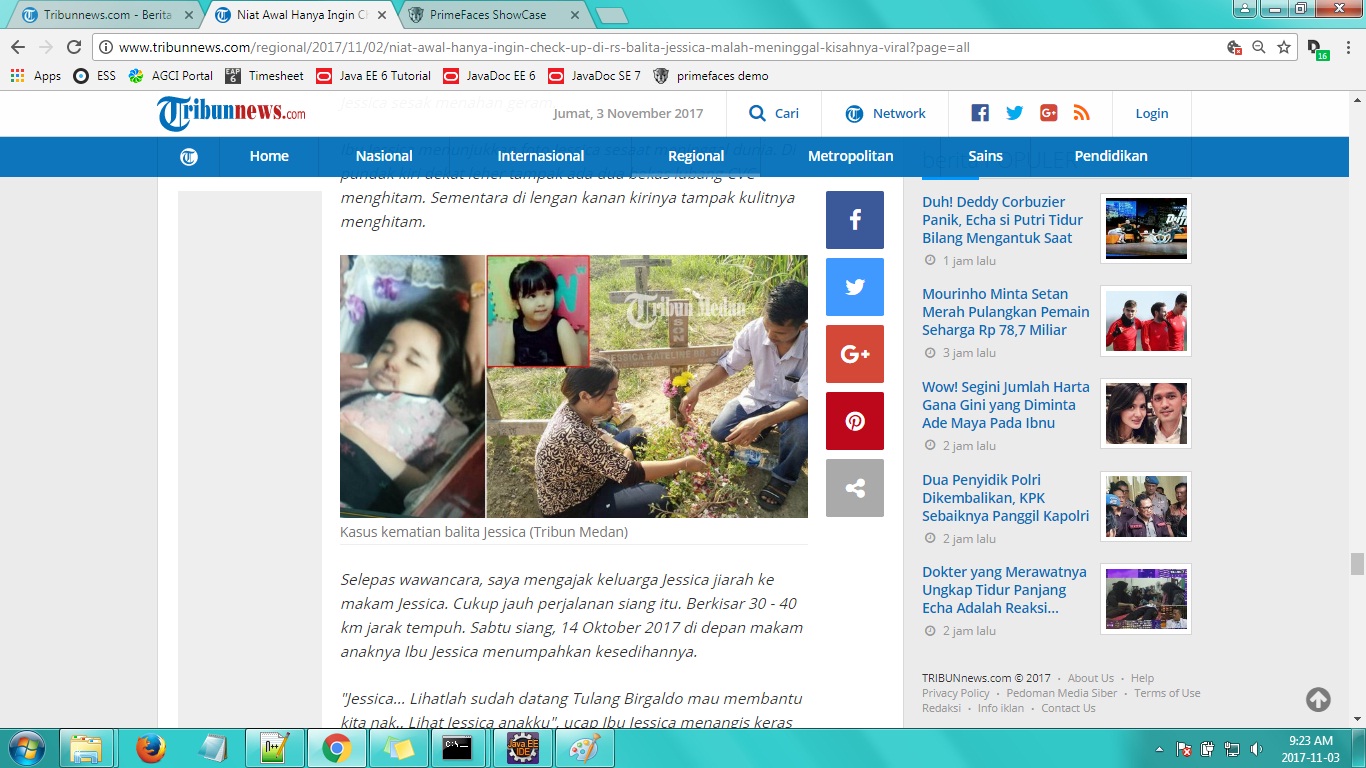 Tribunnews.com - Berita
Niat Awal Hanya Ingin Ch
PrimeFaces ShowCase
www.tribunnews.com/regional/2017/11/02/niat-awal-hanya-ingin-check-up-di-rs-balita-jessica-malah-meninggal-kisahnya-viral?page=all
16
Apps
ESS
AGCI Portal
EAP 6
Timesheet
Java EE 6 Tutorial
JavaDoc EE 6
JavaDoc SE 7
primefaces demo
Jessica sesak menahan geram.
Tribunnews.com
Jumat, 3 November 2017
Cari
Network
Login
Home
Nasional
Internasional
Regional
Metropolitan
Sains
Pendidikan
pundak kiri dekat leher tampak ada dua bekas lubang CVC
menghitam. Sementara di lengan kanan kirinya tampak kulitnya
menghitam.
Tribun Medan
JESSICA KATELINE
Kasus kematian balita Jessica (Tribun Medan)
Selepas wawancara, saya mengajak keluarga Jessica jiarah ke
makam Jessica. Cukup jauh perjalanan siang itu. Berkisar 30 - 40
km jarak tempuh. Sabtu siang, 14 Oktober 2017 di depan makam
anaknya Ibu Jessica menumpahkan kesedihannya.
"Jessica... Lihatlah sudah datang Tulang Birgaldo mau membantu
kita nak.. Lihat Jessica anakku", ucap Ibu Jessica menangis keras
Duh! Deddy Corbuzier
Panik, Echa si Putri Tidur
Bilang Mengantuk Saat
1 jam lalu
Mourinho Minta Setan
Merah Pulangkan Pemain
Seharga Rp 78,7 Miliar
3 jam lalu
Wow! Segini Jumlah Harta
Gana Gini yang Diminta
Ade Maya Pada Ibnu
2 jam lalu
Dua Penyidik Polri
Dikembalikan, KPK
Sebaiknya Panggil Kapolri
2 jam lalu
Dokter yang Merawatnya
Ungkap Tidur Panjang
Echa Adalah Reaksi...
2 jam lalu
TRIBUNnews.com © 2017 • About Us • Help
Privacy Policy • Pedoman Media Siber • Terms of Use
Redaksi • Info iklan • Contact Us
Java EE
IDE
9:23 AM
2017-11-03